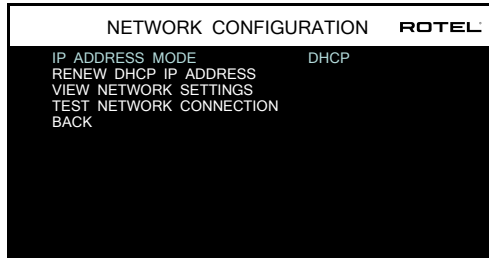 NETWORK CONFIGURATION ROTEL
IP ADDRESS MODE DHCP
RENEW DHCP IP ADDRESS
VIEW NETWORK SETTINGS
TEST NETWORK CONNECTION
BACK